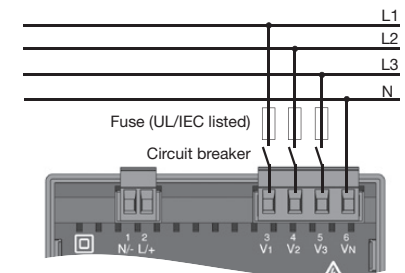 L1
L2
L3
N
Fuse (UL/IEC listed)
Circuit breaker
1 2 3 4 5 6
N/- L/+ V1 V2 V3 VN